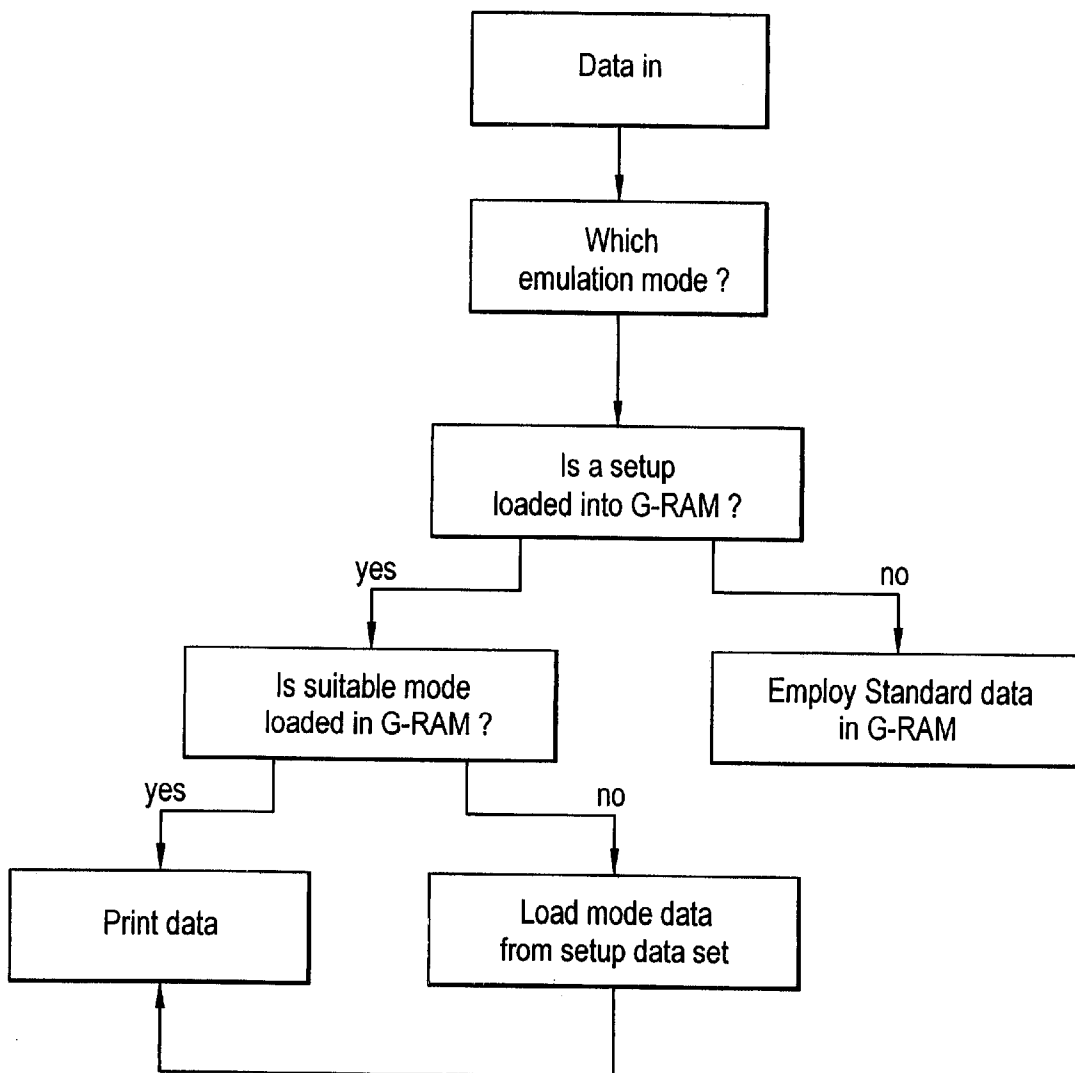 Data in
Which
emulation mode ?
Is a setup
loaded into G-RAM ?
yes
no
Is suitable mode
loaded in G-RAM ?
Employ Standard data
in G-RAM
yes
no
Print data
Load mode data
from setup data set